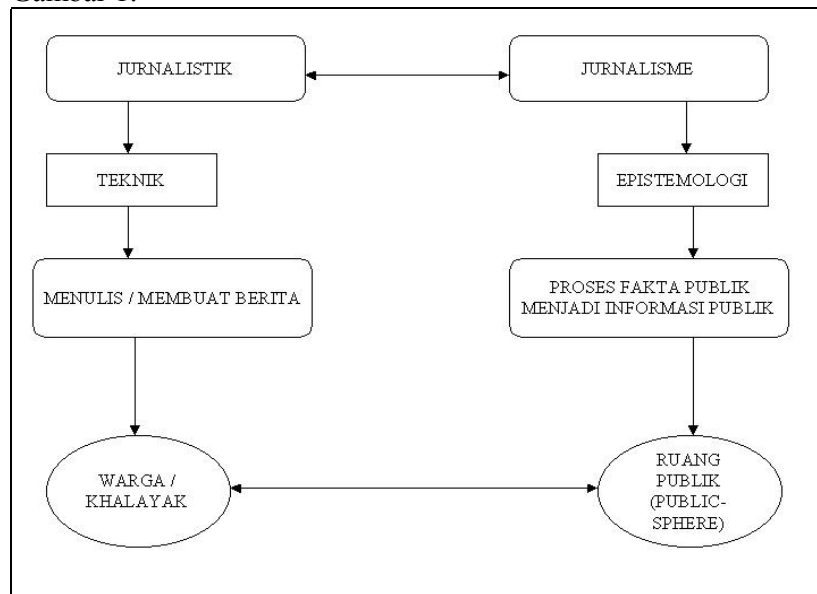 Gambar 1.
JURNALISTIK
JURNALISME
TEKNIK
EPISTEMOLOGI
MENULIS / MEMBUAT BERITA
PROSES FAKTA PUBLIK
MENJADI INFORMASI PUBLIK
WARGA /
KHALAYAK
RUANG
PUBLIK
(PUBLIC-
SPHERE)